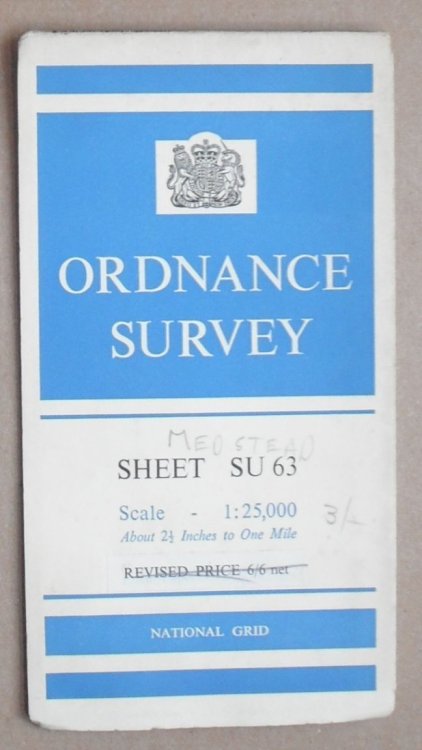 ORDNANCE
SURVEY
MEDSTEAD
SHEET SU 63
Scale - 1:25,000
3/-
About 2½ Inches to One Mile
REVISED PRICE 6/6 net
NATIONAL GRID